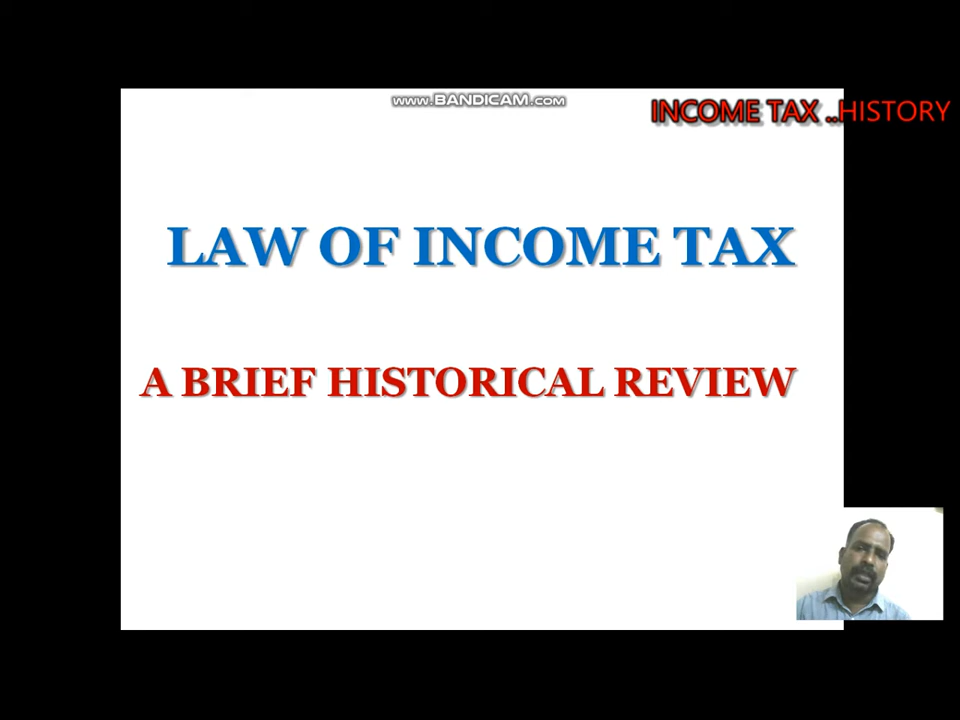 www.BANDICAM.com
INCOME TAX ..HISTORY
LAW OF INCOME TAX
A BRIEF HISTORICAL REVIEW